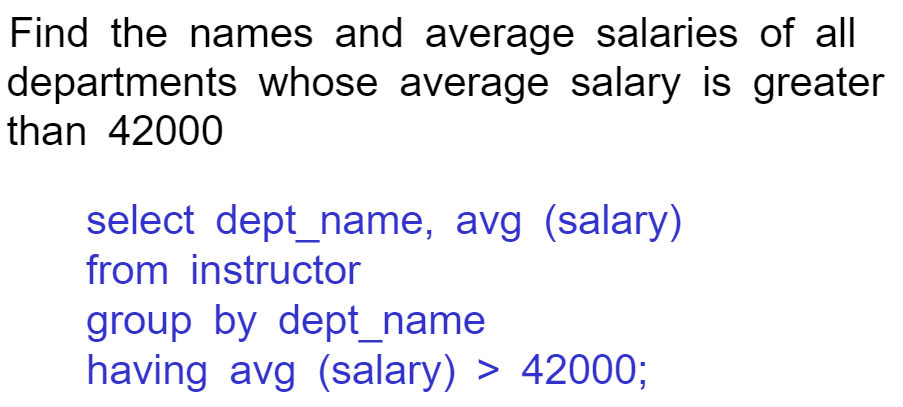 Find the names and average salaries of all
departments whose average salary is greater
than 42000
select dept_name, avg (salary)
from instructor
group by dept_name
having avg (salary) > 42000;